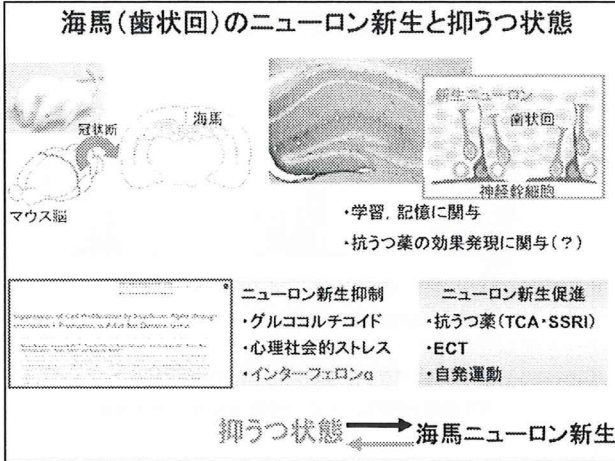 海馬(歯状回)のニューロン新生と抑うつ状態
冠状断
海馬
マウス脳
新生ニューロン
歯状回
神経幹細胞
・学習, 記憶に関与
・抗うつ薬の効果発現に関与(?)
ニューロン新生抑制
・グルココルチコイド
・心理社会的ストレス
・インターフェロンα
ニューロン新生促進
・抗うつ薬(TCA・SSRI)
・ECT
・自発運動
抑うつ状態
海馬ニューロン新生